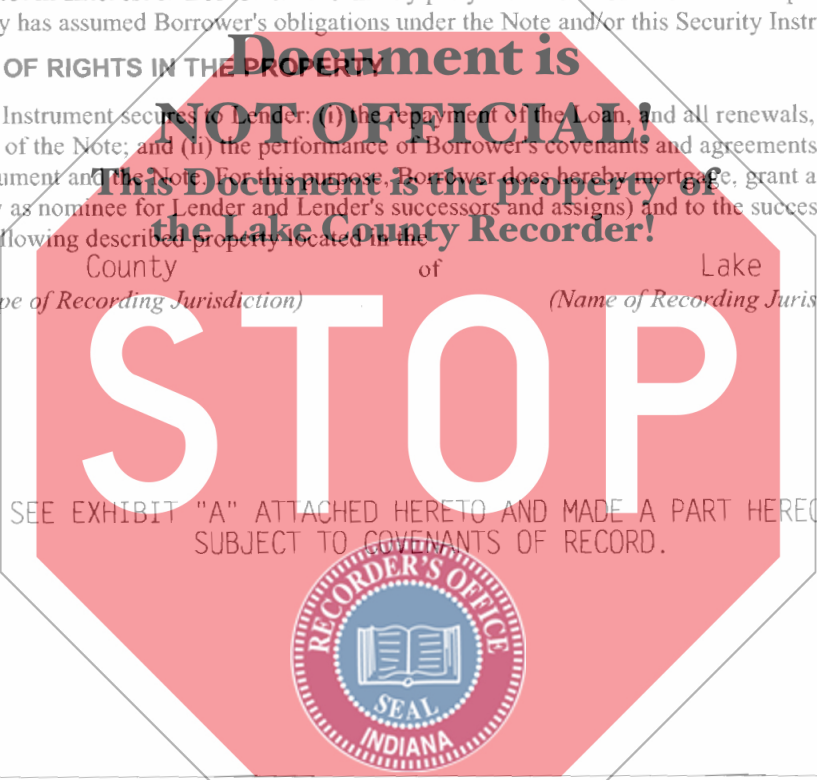 y has assumed Borrower's obligations under the Note and/or this Security Instr
OF RIGHTS IN THE PROPERTY
Document is
Instrument secures to Lender: (i) the repayment of the Loan, and all renewals,
NOT OFFICIAL!
of the Note; and (ii) the performance of Borrower's covenants and agreements
ument and the Note. For this purpose, Borrower does hereby mortgage, grant a
This Document is the property of
y as nominee for Lender and Lender's successors and assigns) and to the succes
the Lake County Recorder!
llowing described property located in the
County of Lake
pe of Recording Jurisdiction) (Name of Recording Juris
STOP
SEE EXHIBIT "A" ATTACHED HERETO AND MADE A PART HEREO
SUBJECT TO COVENANTS OF RECORD.
RECORDER'S OFFICE
SEAL
INDIANA